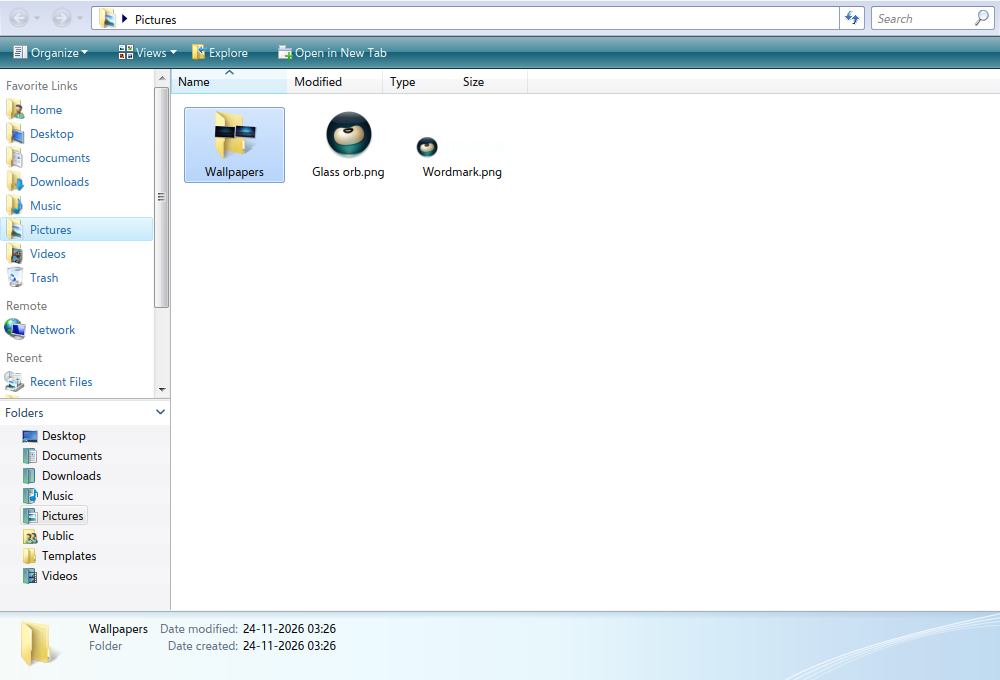 Pictures
Search
Organize
Views
Explore
Open in New Tab
Favorite Links
Home
Desktop
Documents
Downloads
Music
Pictures
Videos
Trash
Remote
Network
Recent
Recent Files
Folders
Desktop
Documents
Downloads
Music
Pictures
Public
Templates
Videos
Name Modified Type Size
Wallpapers Glass orb.png Wordmark.png
Wallpapers Date modified: 24-11-2026 03:26
Folder Date created: 24-11-2026 03:26